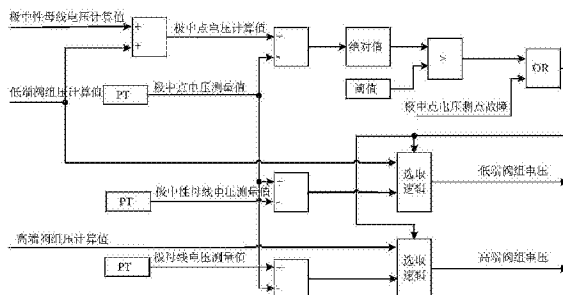 极中性母线电压计算值
极中点电压计算值
绝对值
>
OR
阈值
低端阀组压计算值
PT
极中点电压测量值
极中点电压测点故障
选取逻辑
低端阀组电压
PT
极中性母线电压测量值
高端阀组压计算值
选取逻辑
高端阀组电压
PT
极母线电压测量值